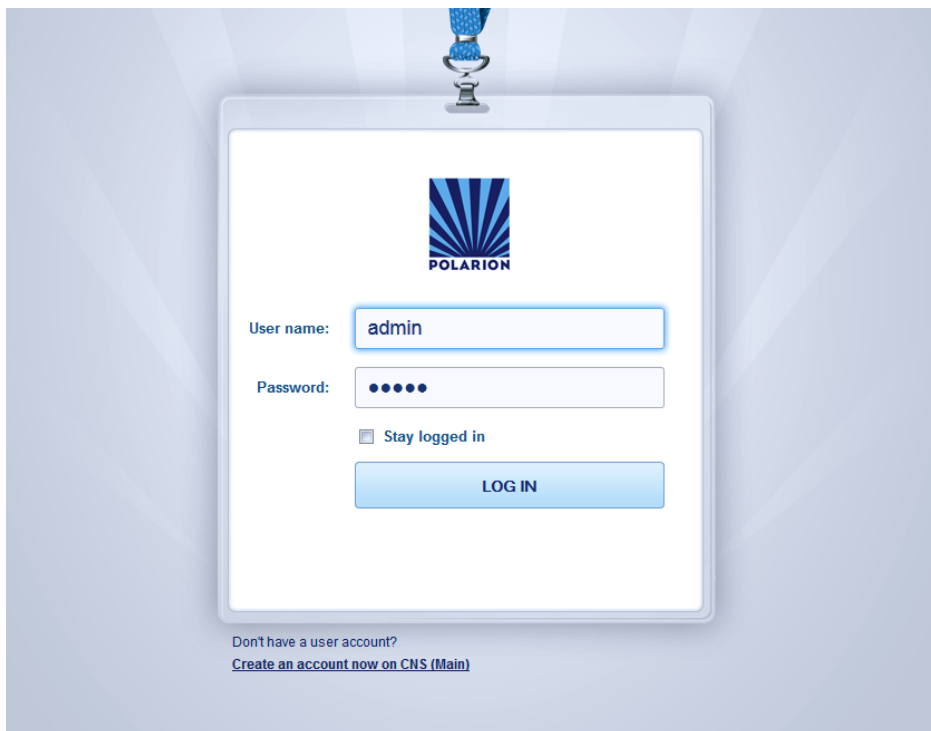 POLARION
User name: admin
Password: •••••
Stay logged in
LOG IN
Don't have a user account?
Create an account now on CNS (Main)